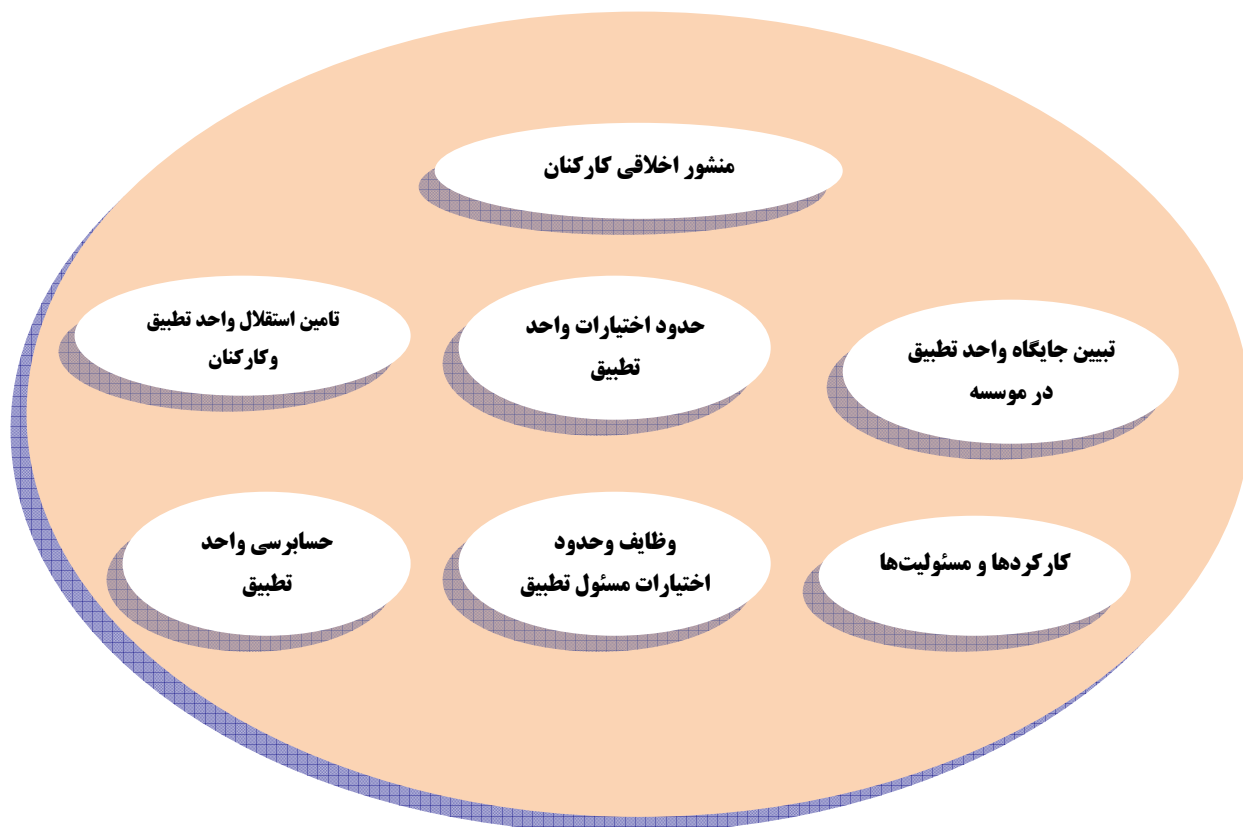 منشور اخلاقی کارکنان
تبیین جایگاه واحد تطبیق
در موسسه
حدود اختیارات واحد
تطبیق
تامین استقلال واحد تطبیق
وکارکنان
کارکردها و مسئولیت‌ها
وظایف وحدود
اختیارات مسئول تطبیق
حسابرسی واحد
تطبیق